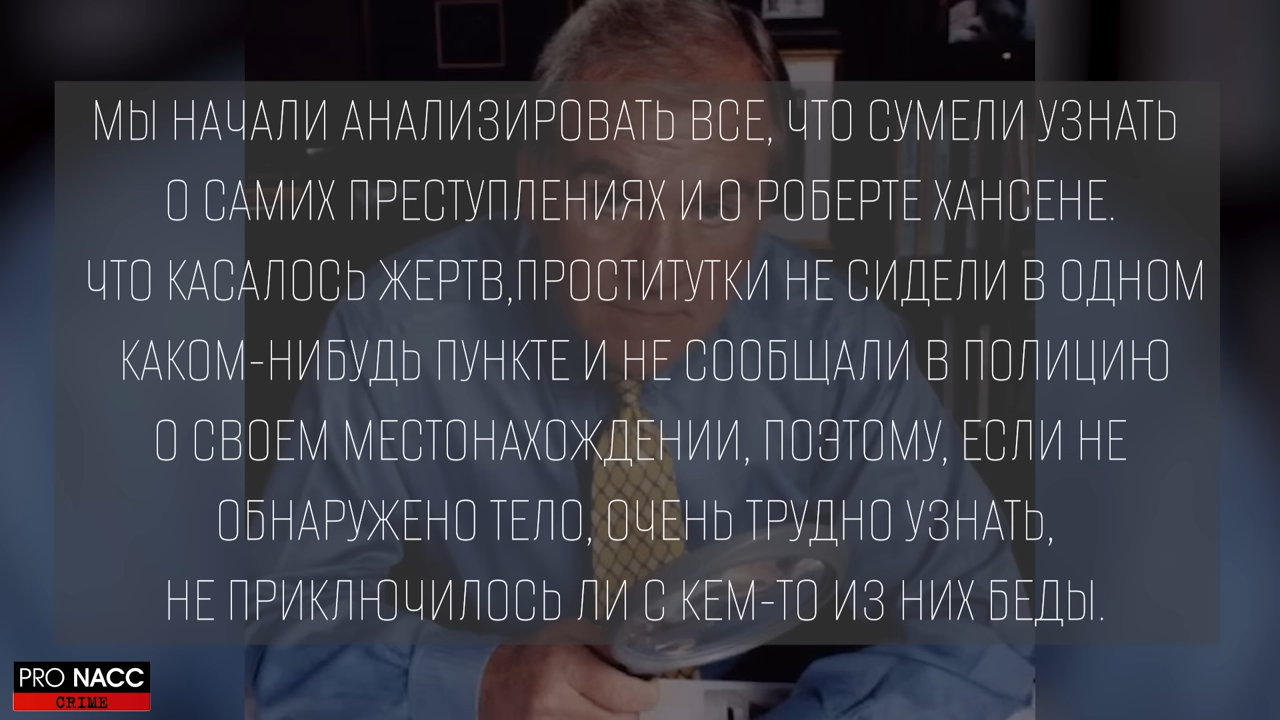 МЫ НАЧАЛИ АНАЛИЗИРОВАТЬ ВСЕ, ЧТО СУМЕЛИ УЗНАТЬ
О САМИХ ПРЕСТУПЛЕНИЯХ И О РОБЕРТЕ ХАНСЕНЕ.
ЧТО КАСАЛОСЬ ЖЕРТВ,ПРОСТИТУТКИ НЕ СИДЕЛИ В ОДНОМ
КАКОМ-НИБУДЬ ПУНКТЕ И НЕ СООБЩАЛИ В ПОЛИЦИЮ
О СВОЕМ МЕСТОНАХОЖДЕНИИ, ПОЭТОМУ, ЕСЛИ НЕ
ОБНАРУЖЕНО ТЕЛО, ОЧЕНЬ ТРУДНО УЗНАТЬ,
НЕ ПРИКЛЮЧИЛОСЬ ЛИ С КЕМ-ТО ИЗ НИХ БЕДЫ.
PRO NACC
CRIME